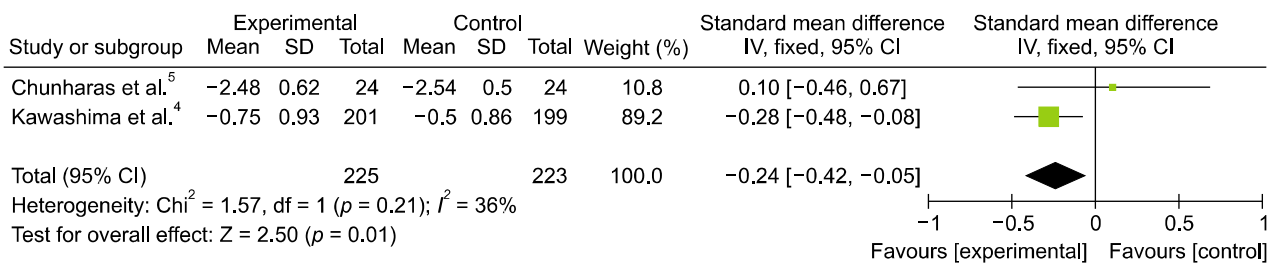 Experimental Control Standard mean difference Standard mean difference
Study or subgroup Mean SD Total Mean SD Total Weight (%) IV, fixed, 95% CI IV, fixed, 95% CI
Chunharas et al.⁵ −2.48 0.62 24 −2.54 0.5 24 10.8 0.10 [−0.46, 0.67]
Kawashima et al.⁴ −0.75 0.93 201 −0.5 0.86 199 89.2 −0.28 [−0.48, −0.08]
Total (95% CI) 225 223 100.0 −0.24 [−0.42, −0.05]
Heterogeneity: Chi² = 1.57, df = 1 (p = 0.21); I² = 36%
Test for overall effect: Z = 2.50 (p = 0.01)
−1 −0.5 0 0.5 1
Favours [experimental] Favours [control]